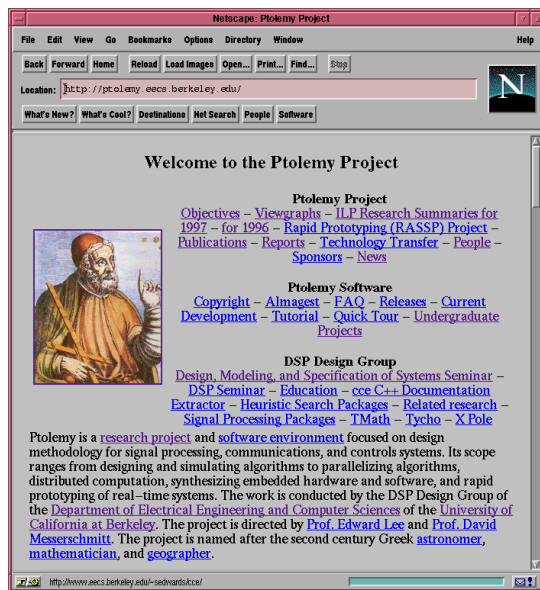 Netscape: Ptolemy Project
File Edit View Go Bookmarks Options Directory Window Help
Back Forward Home Reload Load Images Open... Print... Find... Stop
Location: http://ptolemy.eecs.berkeley.edu/
N
What's New? What's Cool? Destinations Net Search People Software
Welcome to the Ptolemy Project
Ptolemy Project
Objectives – Viewgraphs – ILP Research Summaries for
1997 – for 1996 – Rapid Prototyping (RASSP) Project –
Publications – Reports – Technology Transfer – People –
Sponsors – News
Ptolemy Software
Copyright – Almagest – FAQ – Releases – Current
Development – Tutorial – Quick Tour – Undergraduate
Projects
DSP Design Group
Design, Modeling, and Specification of Systems Seminar –
DSP Seminar – Education – cce C++ Documentation
Extractor – Heuristic Search Packages – Related research –
Signal Processing Packages – TMath – Tycho – X Pole
Ptolemy is a research project and software environment focused on design
methodology for signal processing, communications, and controls systems. Its scope
ranges from designing and simulating algorithms to parallelizing algorithms,
distributed computation, synthesizing embedded hardware and software, and rapid
prototyping of real–time systems. The work is conducted by the DSP Design Group of
the Department of Electrical Engineering and Computer Sciences of the University of
California at Berkeley. The project is directed by Prof. Edward Lee and Prof. David
Messerschmitt. The project is named after the second century Greek astronomer,
mathematician, and geographer.
http://www.eecs.berkeley.edu/~sedwards/cce/